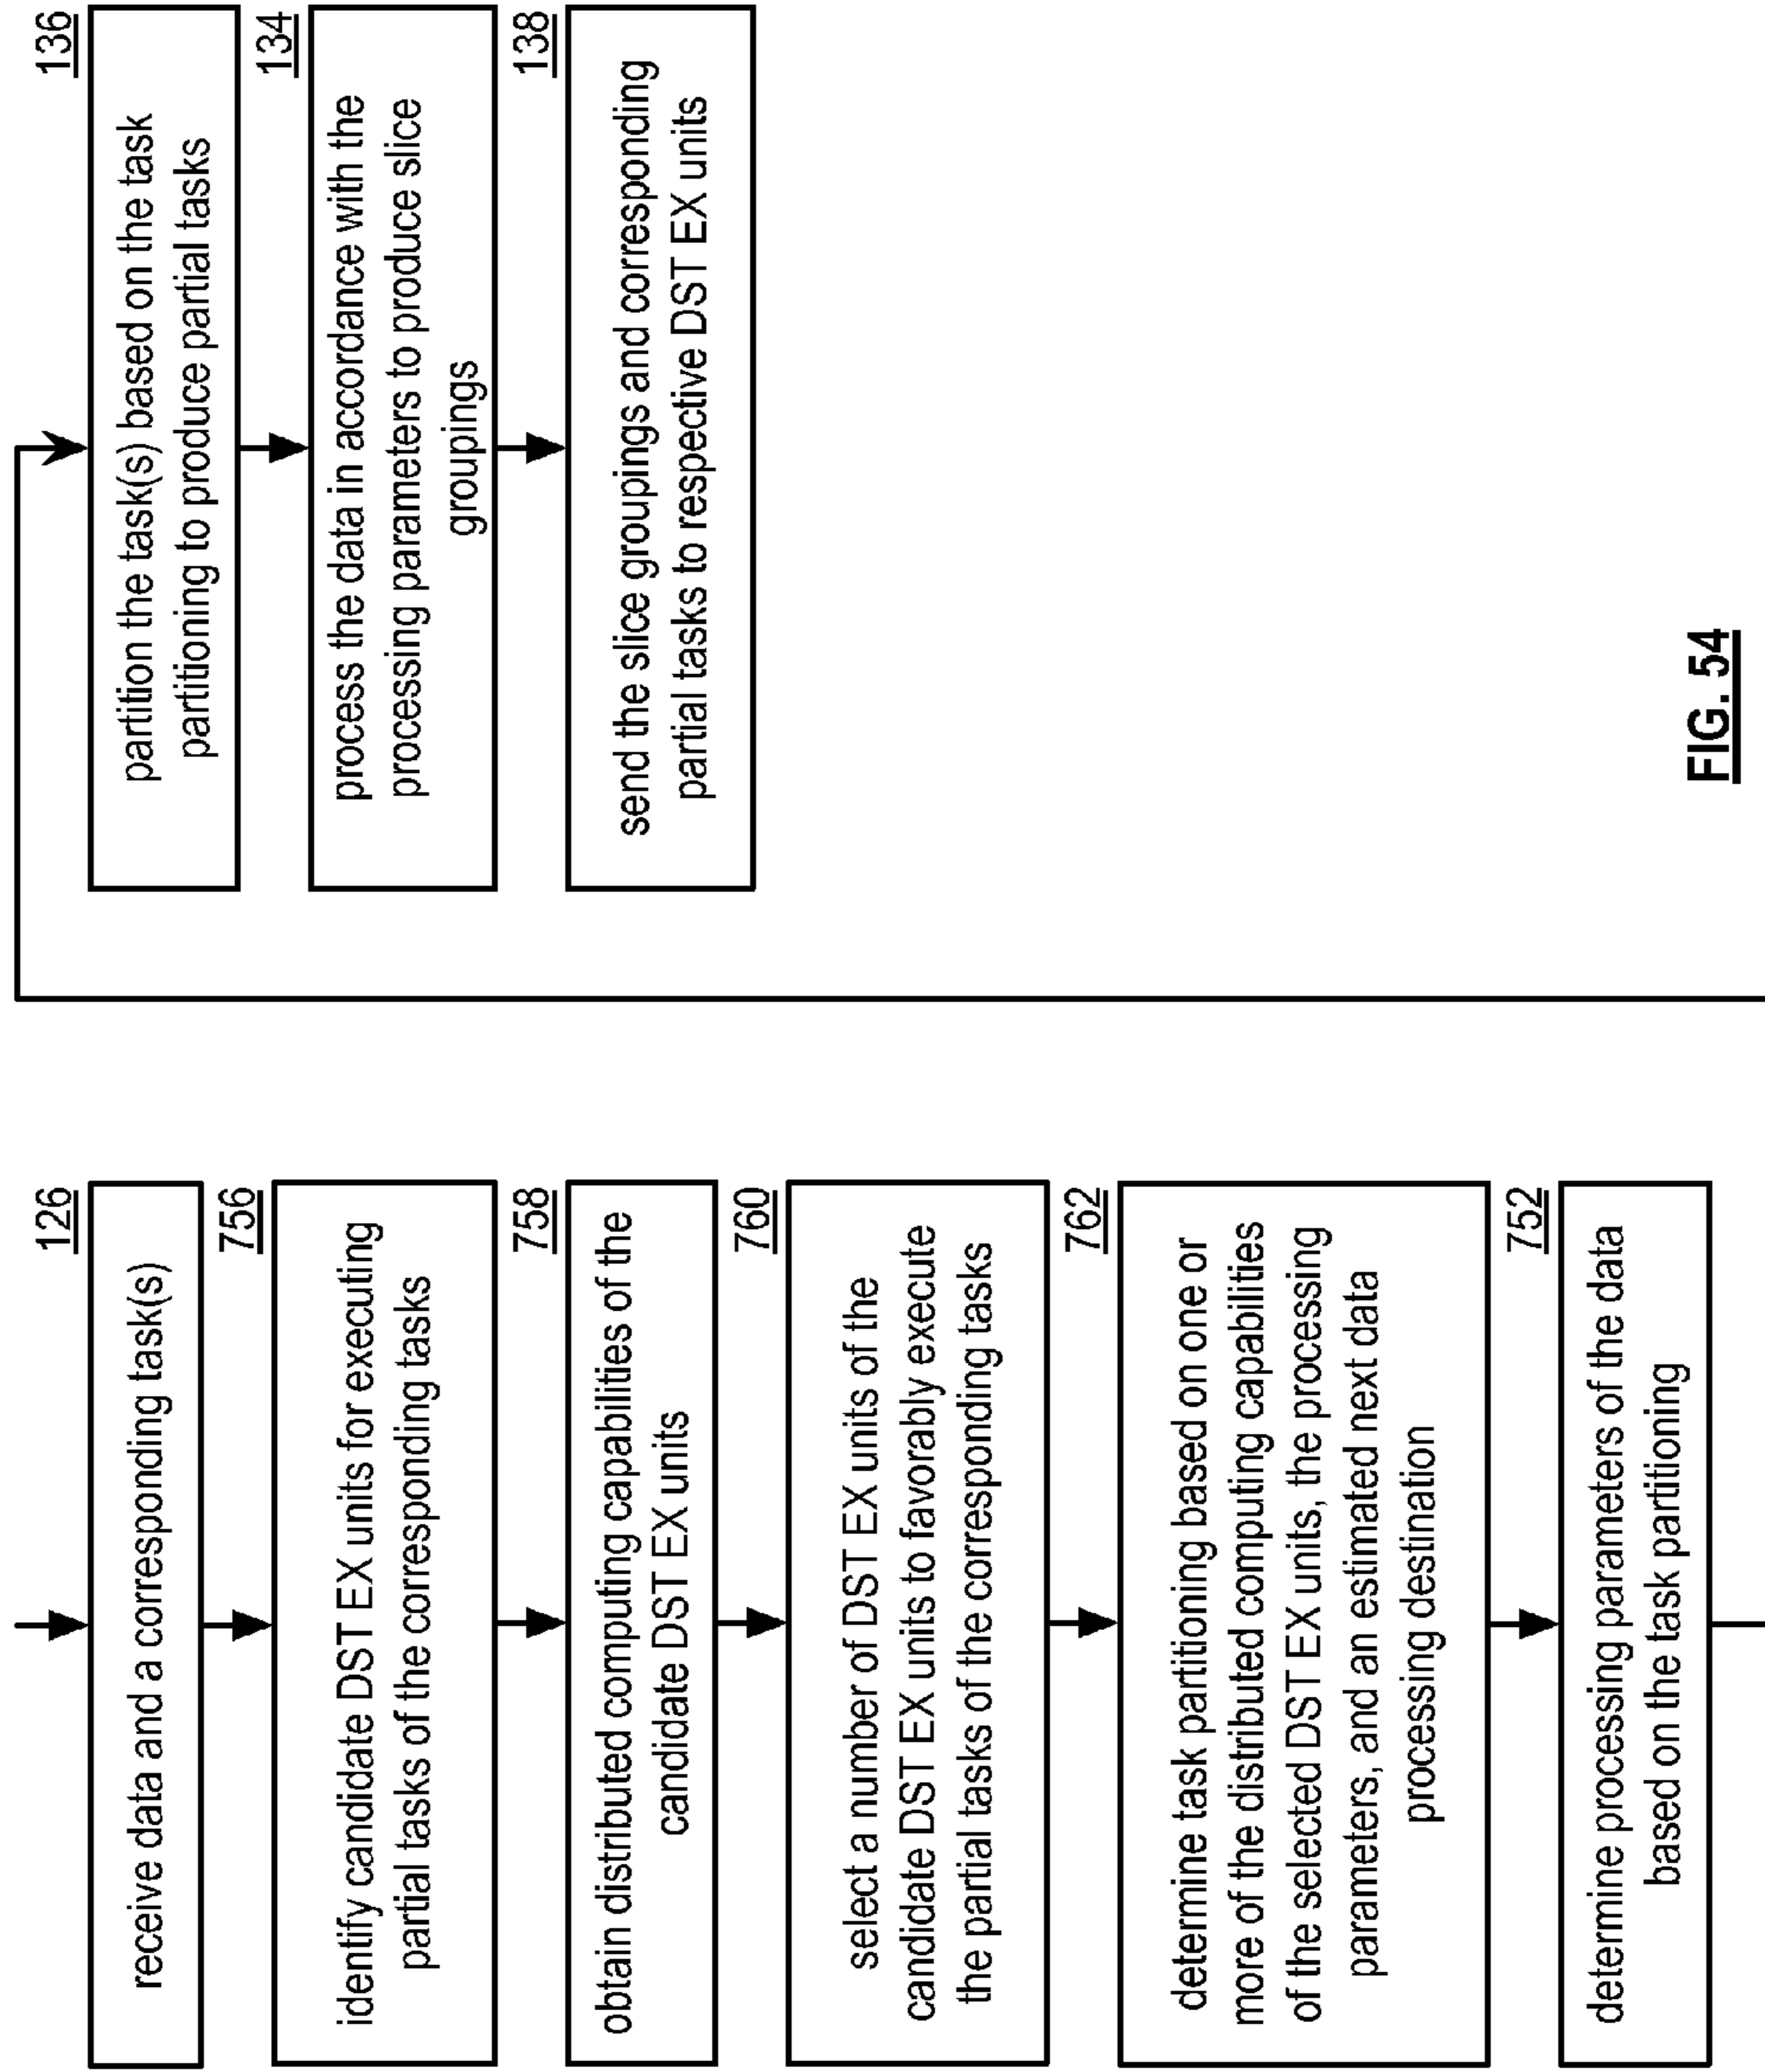 126
receive data and a corresponding task(s)
756
identify candidate DST EX units for executing
partial tasks of the corresponding tasks
758
obtain distributed computing capabilities of the
candidate DST EX units
760
select a number of DST EX units of the
candidate DST EX units to favorably execute
the partial tasks of the corresponding tasks
762
determine task partitioning based on one or
more of the distributed computing capabilities
of the selected DST EX units, the processing
parameters, and an estimated next data
processing destination
752
determine processing parameters of the data
based on the task partitioning
136
partition the task(s) based on the task
partitioning to produce partial tasks
134
process the data in accordance with the
processing parameters to produce slice
groupings
138
send the slice groupings and corresponding
partial tasks to respective DST EX units
FIG. 54